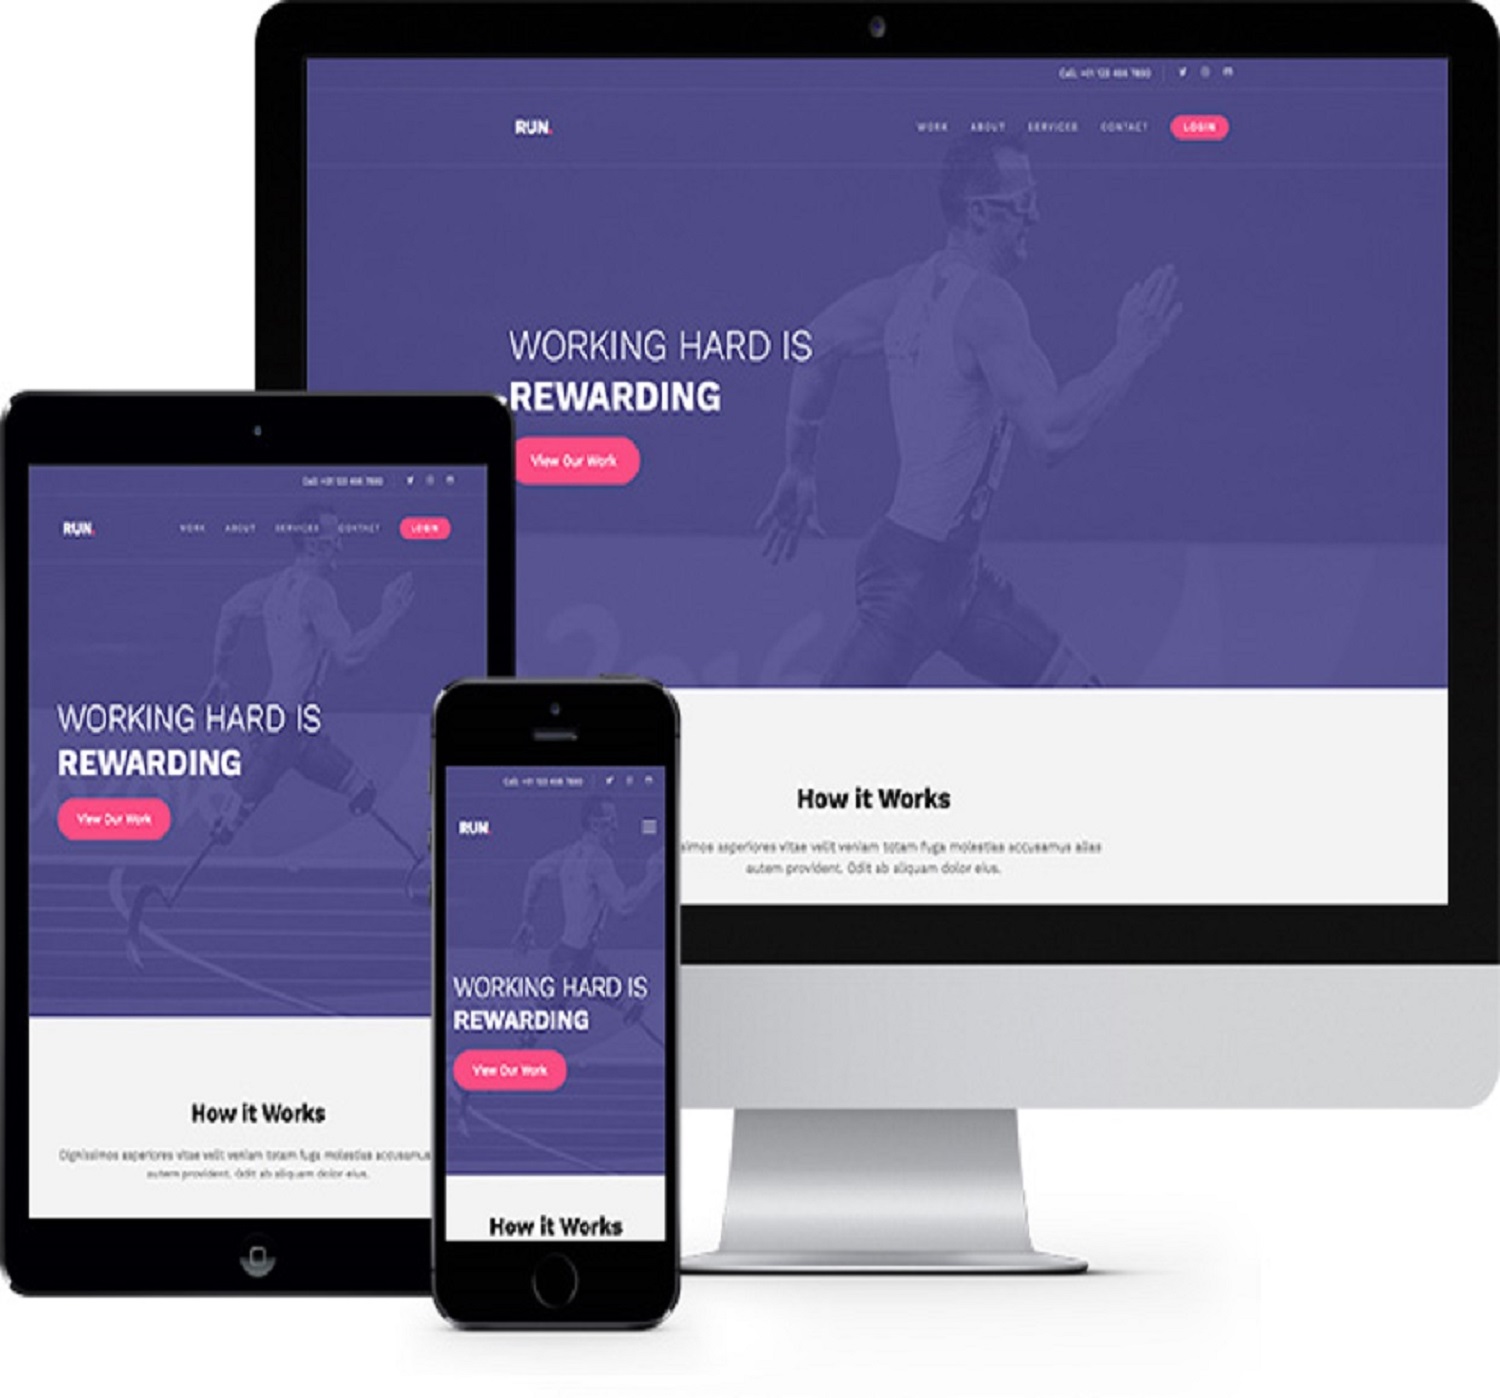 Call: +01 123 456 7890
RUN.
WORK ABOUT SERVICES CONTACT LOGIN
WORKING HARD IS
REWARDING
View Our Work
2016
How it Works
asperiores vitae velit veniam totam fuga molestias accusamus alias
autem provident. Odit ab aliquam dolor eius.
Call: +01 123 456 7890
RUN.
WORK ABOUT SERVICES CONTACT LOGIN
WORKING HARD IS
REWARDING
View Our Work
How it Works
Dignissimos asperiores vitae velit veniam totam fuga molestias accusamus
autem provident. Odit ab aliquam dolor eius.
Call: +01 123 456 7890
RUN.
WORKING HARD IS
REWARDING
View Our Work
How it Works